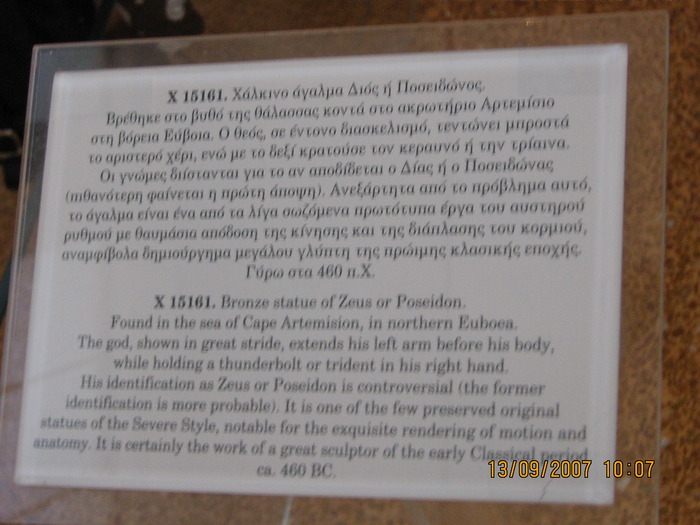 Χ 15161. Χάλκινο άγαλμα Διός ή Ποσειδώνος.
Βρέθηκε στο βυθό της θάλασσας κοντά στο ακρωτήριο Αρτεμίσιο
στη βόρεια Εύβοια. Ο θεός, σε έντονο διασκελισμό, τεντώνει μπροστά
το αριστερό χέρι, ενώ με το δεξί κρατούσε τον κεραυνό ή την τρίαινα.
Οι γνώμες διίστανται για το αν αποδίδεται ο Δίας ή ο Ποσειδώνας
(πιθανότερη φαίνεται η πρώτη άποψη). Ανεξάρτητα από το πρόβλημα αυτό,
το άγαλμα είναι ένα από τα λίγα σωζόμενα πρωτότυπα έργα του αυστηρού
ρυθμού με θαυμάσια απόδοση της κίνησης και της διάπλασης του κορμιού,
αναμφίβολα δημιούργημα μεγάλου γλύπτη της πρώιμης κλασικής εποχής.
Γύρω στα 460 π.Χ.
X 15161. Bronze statue of Zeus or Poseidon.
Found in the sea of Cape Artemision, in northern Euboea.
The god, shown in great stride, extends his left arm before his body,
while holding a thunderbolt or trident in his right hand.
His identification as Zeus or Poseidon is controversial (the former
identification is more probable). It is one of the few preserved original
statues of the Severe Style, notable for the exquisite rendering of motion and
anatomy. It is certainly the work of a great sculptor of the early Classical period
ca. 460 BC.
13/09/2007 10:07